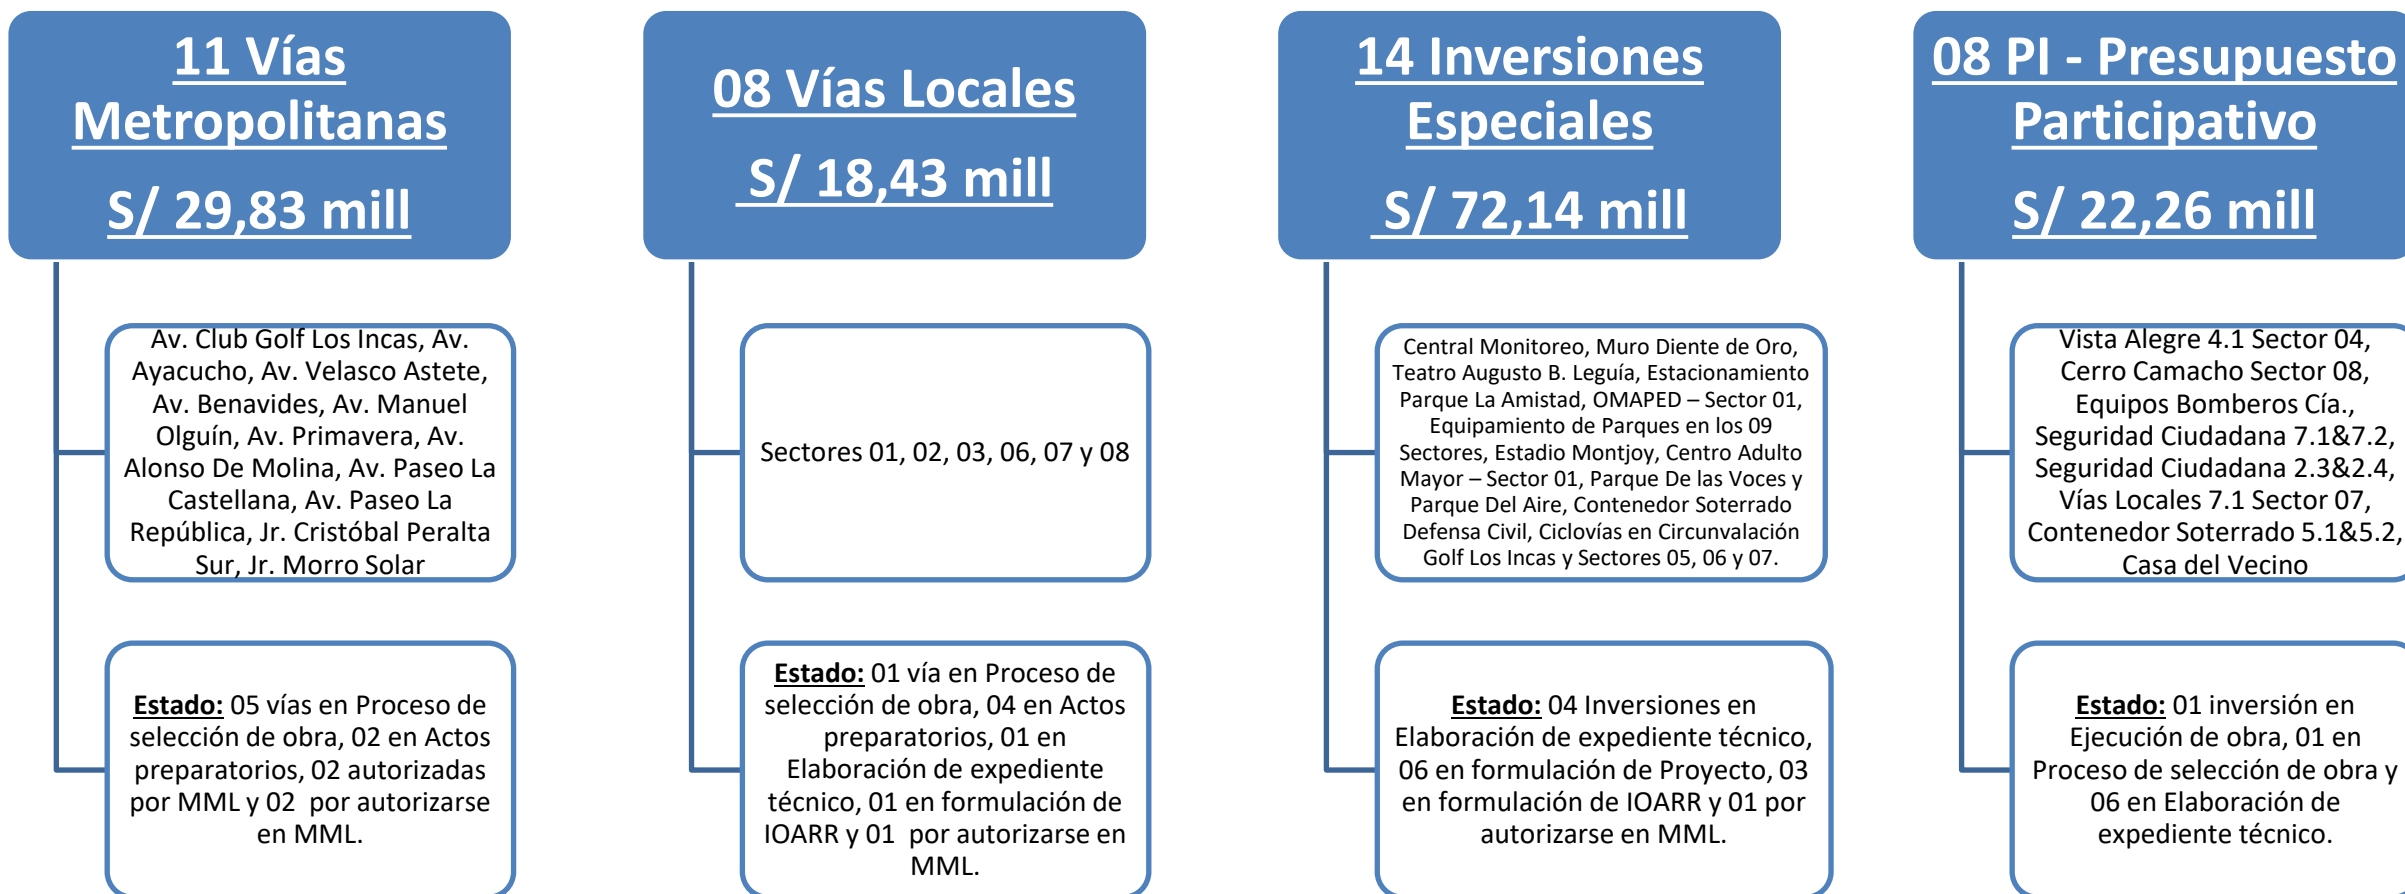 11 Vías
Metropolitanas
S/ 29,83 mill
Av. Club Golf Los Incas, Av.
Ayacucho, Av. Velasco Astete,
Av. Benavides, Av. Manuel
Olguín, Av. Primavera, Av.
Alonso De Molina, Av. Paseo La
Castellana, Av. Paseo La
República, Jr. Cristóbal Peralta
Sur, Jr. Morro Solar
Estado: 05 vías en Proceso de
selección de obra, 02 en Actos
preparatorios, 02 autorizadas
por MML y 02 por autorizarse
en MML.
08 Vías Locales
S/ 18,43 mill
Sectores 01, 02, 03, 06, 07 y 08
Estado: 01 vía en Proceso de
selección de obra, 04 en Actos
preparatorios, 01 en
Elaboración de expediente
técnico, 01 en formulación de
IOARR y 01 por autorizarse en
MML.
14 Inversiones
Especiales
S/ 72,14 mill
Central Monitoreo, Muro Diente de Oro,
Teatro Augusto B. Leguía, Estacionamiento
Parque La Amistad, OMAPED – Sector 01,
Equipamiento de Parques en los 09
Sectores, Estadio Montjoy, Centro Adulto
Mayor – Sector 01, Parque De las Voces y
Parque Del Aire, Contenedor Soterrado
Defensa Civil, Ciclovías en Circunvalación
Golf Los Incas y Sectores 05, 06 y 07.
Estado: 04 Inversiones en
Elaboración de expediente técnico,
06 en formulación de Proyecto, 03
en formulación de IOARR y 01 por
autorizarse en MML.
08 PI - Presupuesto
Participativo
S/ 22,26 mill
Vista Alegre 4.1 Sector 04,
Cerro Camacho Sector 08,
Equipos Bomberos Cía.,
Seguridad Ciudadana 7.1&7.2,
Seguridad Ciudadana 2.3&2.4,
Vías Locales 7.1 Sector 07,
Contenedor Soterrado 5.1&5.2,
Casa del Vecino
Estado: 01 inversión en
Ejecución de obra, 01 en
Proceso de selección de obra y
06 en Elaboración de
expediente técnico.